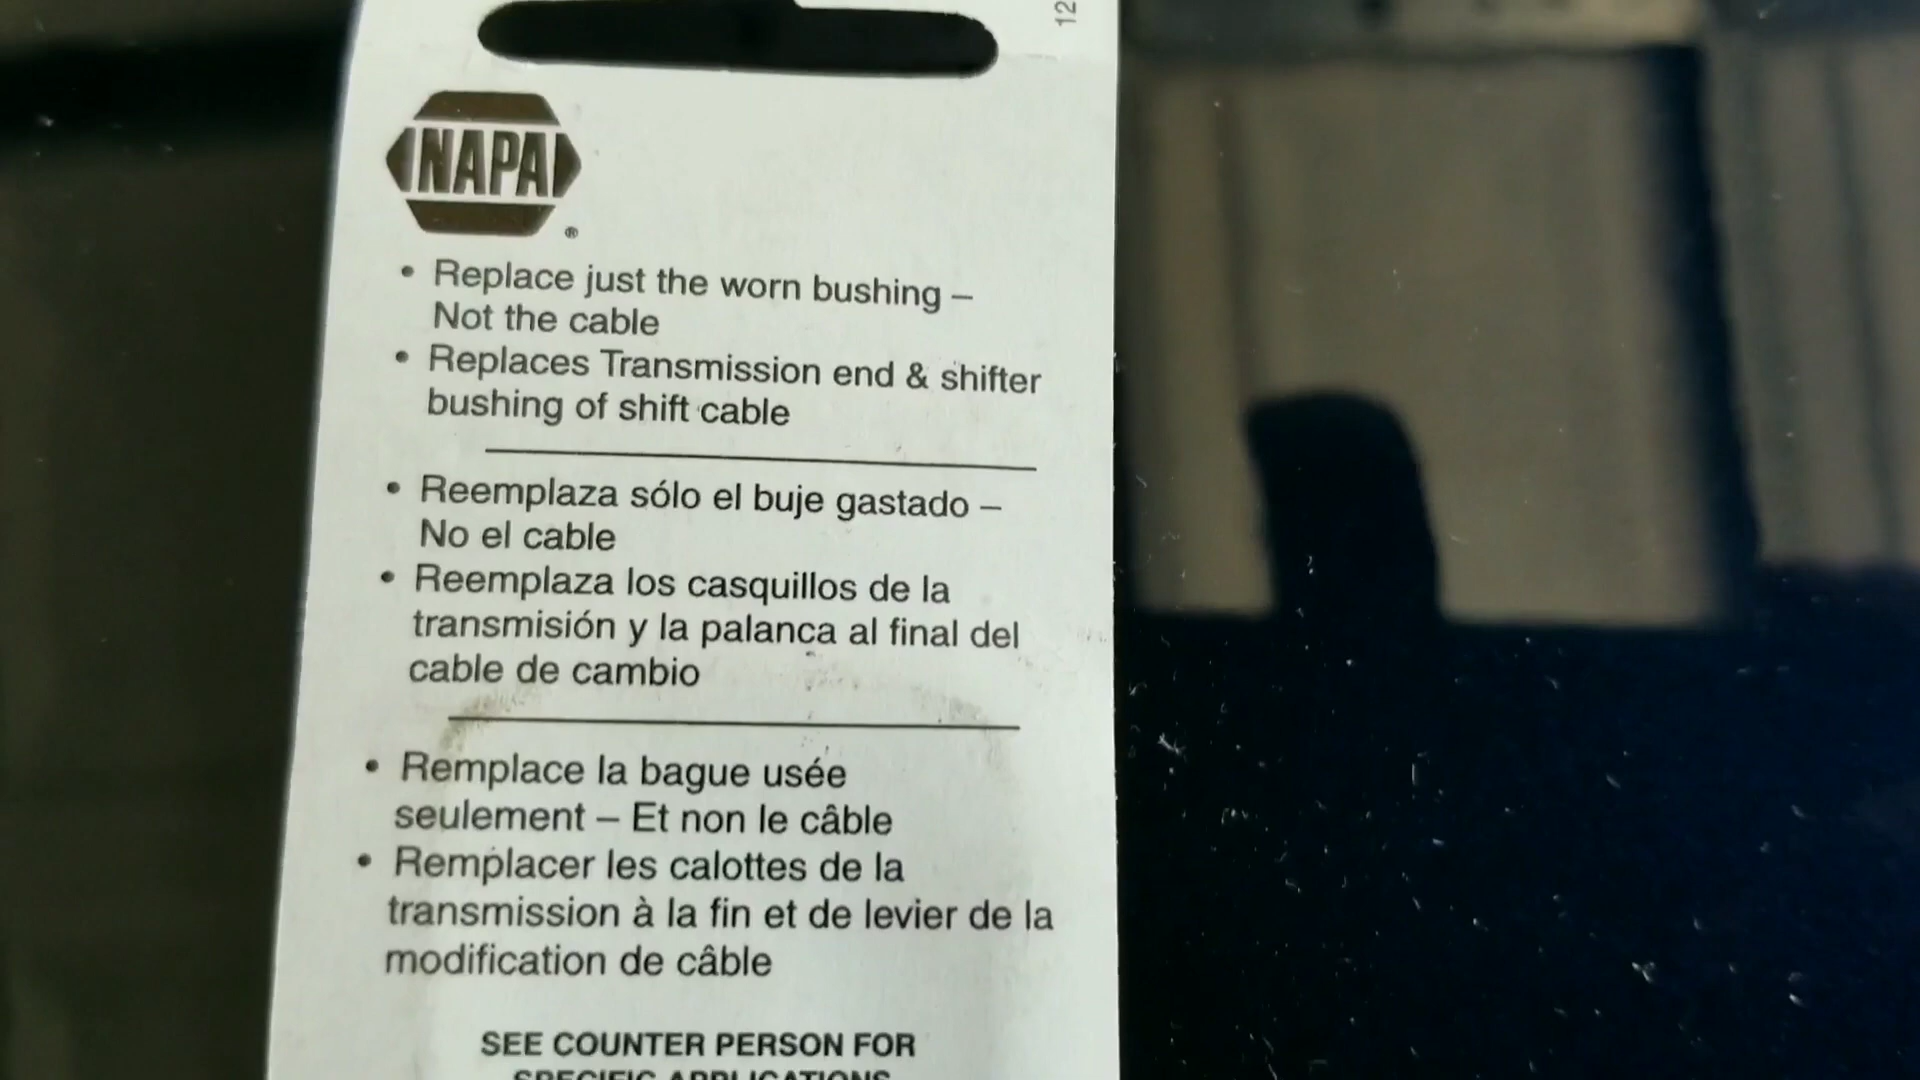 12
NAPA
®
• Replace just the worn bushing –
Not the cable
• Replaces Transmission end & shifter
bushing of shift cable
• Reemplaza sólo el buje gastado –
No el cable
• Reemplaza los casquillos de la
transmisión y la palanca al final del
cable de cambio
• Remplace la bague usée
seulement – Et non le câble
• Remplacer les calottes de la
transmission à la fin et de levier de la
modification de câble
SEE COUNTER PERSON FOR
SPECIFIC APPLICATIONS